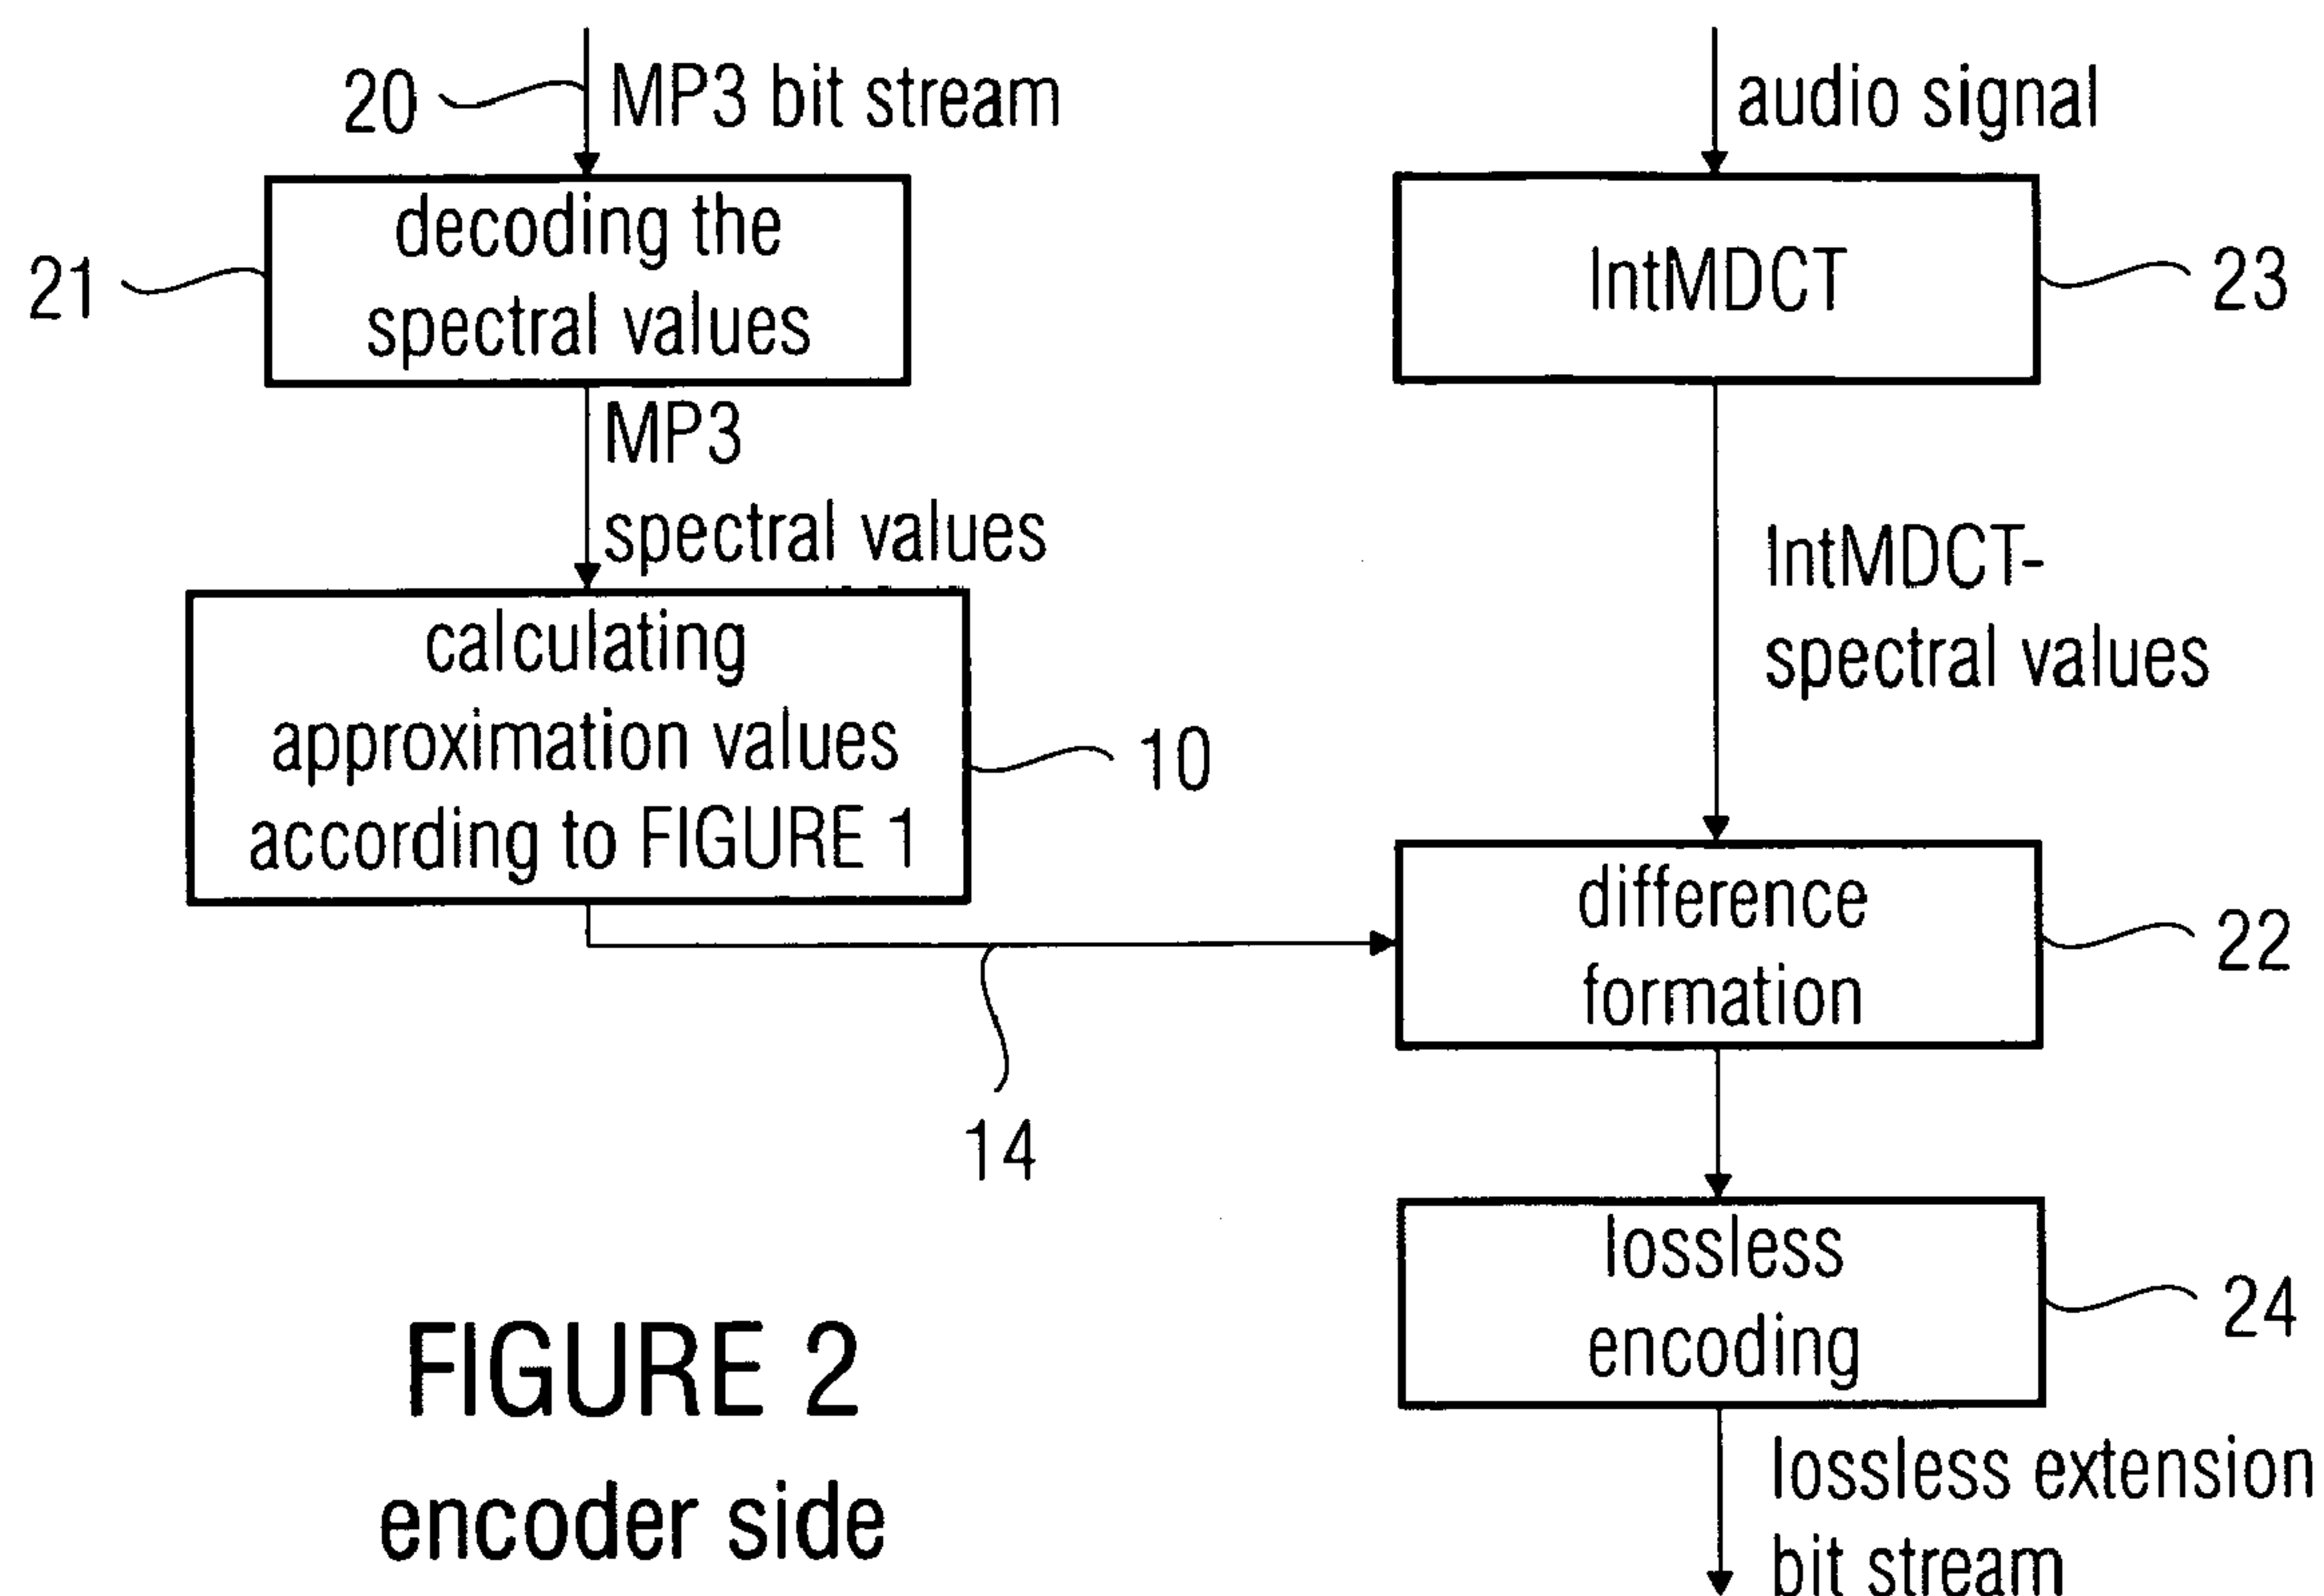 20
MP3 bit stream
decoding the
spectral values
21
MP3
spectral values
calculating
approximation values
according to FIGURE 1
10
14
audio signal
IntMDCT
23
IntMDCT-
spectral values
difference
formation
22
lossless
encoding
24
lossless extension
bit stream
FIGURE 2
encoder side